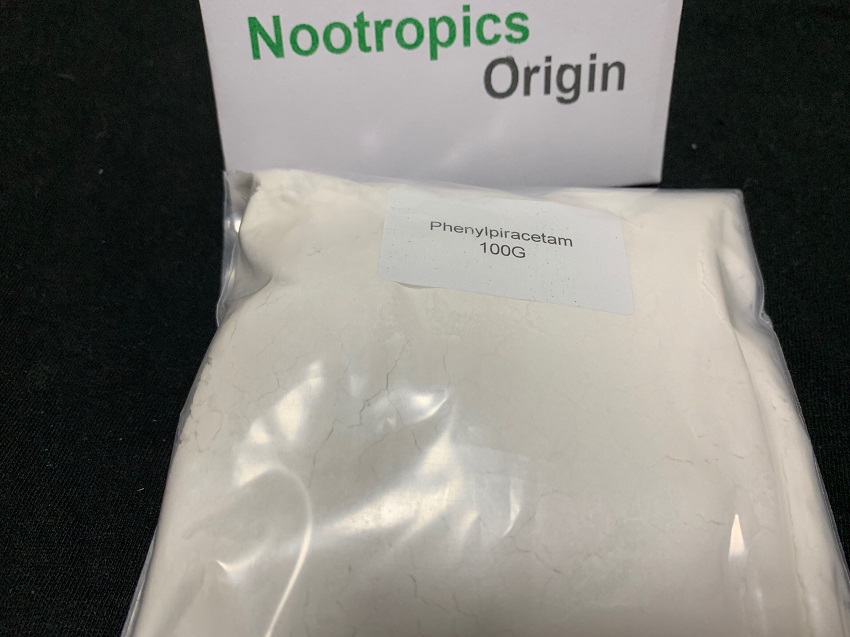 Nootropics
Origin
Phenylpiracetam
100G